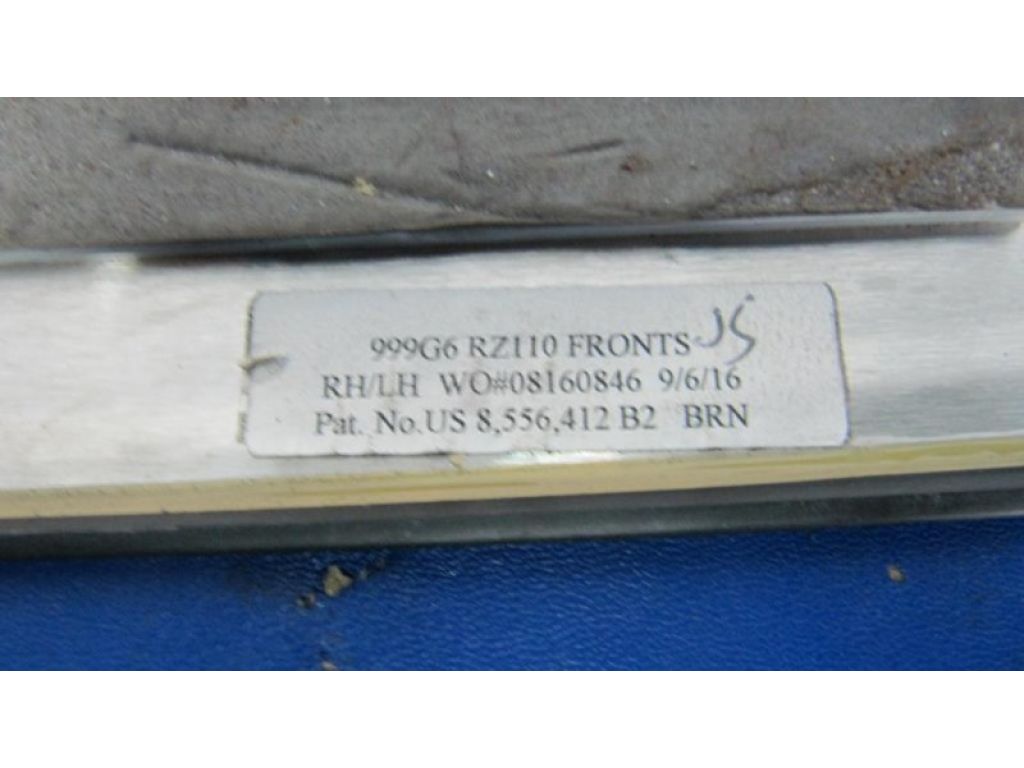 999G6 RZ110 FRONTS JS
RH/LH WO#08160846 9/6/16
Pat. No.US 8,556,412 B2 BRN